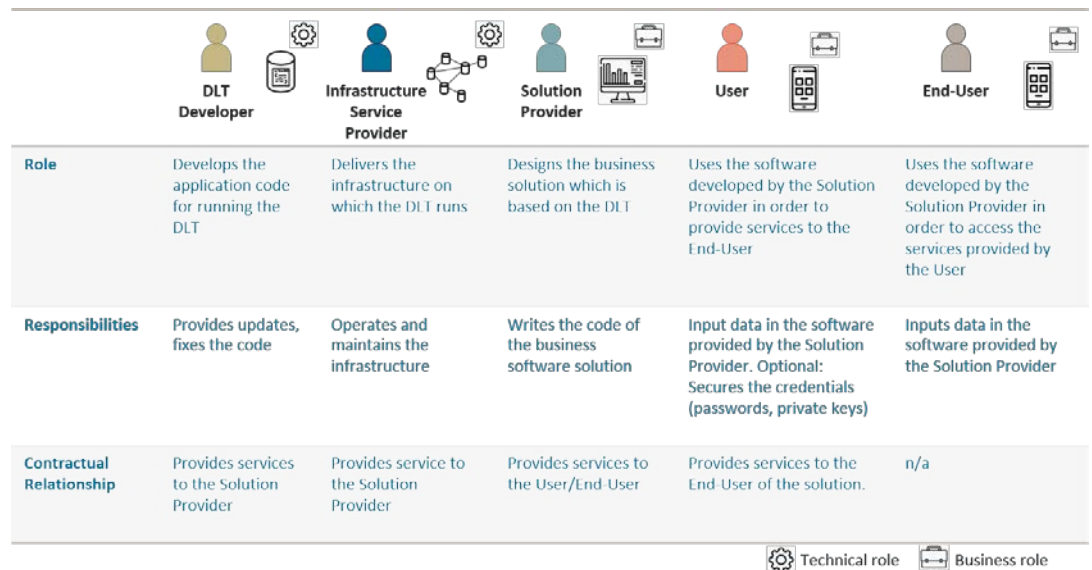 DLT
Developer
Infrastructure
Service
Provider
Solution
Provider
User
End-User
Role
Develops the
application code
for running the
DLT
Delivers the
infrastructure on
which the DLT runs
Designs the business
solution which is
based on the DLT
Uses the software
developed by the Solution
Provider in order to
provide services to the
End-User
Uses the software
developed by the
Solution Provider in
order to access the
services provided by
the User
Responsibilities
Provides updates,
fixes the code
Operates and
maintains the
infrastructure
Writes the code of
the business
software solution
Input data in the software
provided by the Solution
Provider. Optional:
Secures the credentials
(passwords, private keys)
Inputs data in the
software provided by
the Solution Provider
Contractual
Relationship
Provides services
to the Solution
Provider
Provides service to
the Solution
Provider
Provides services to
the User/End-User
Provides services to the
End-User of the solution.
n/a
Technical role
Business role